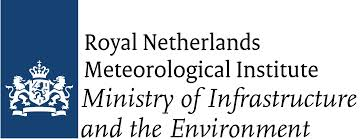 Royal Netherlands
Meteorological Institute
Ministry of Infrastructure
and the Environment